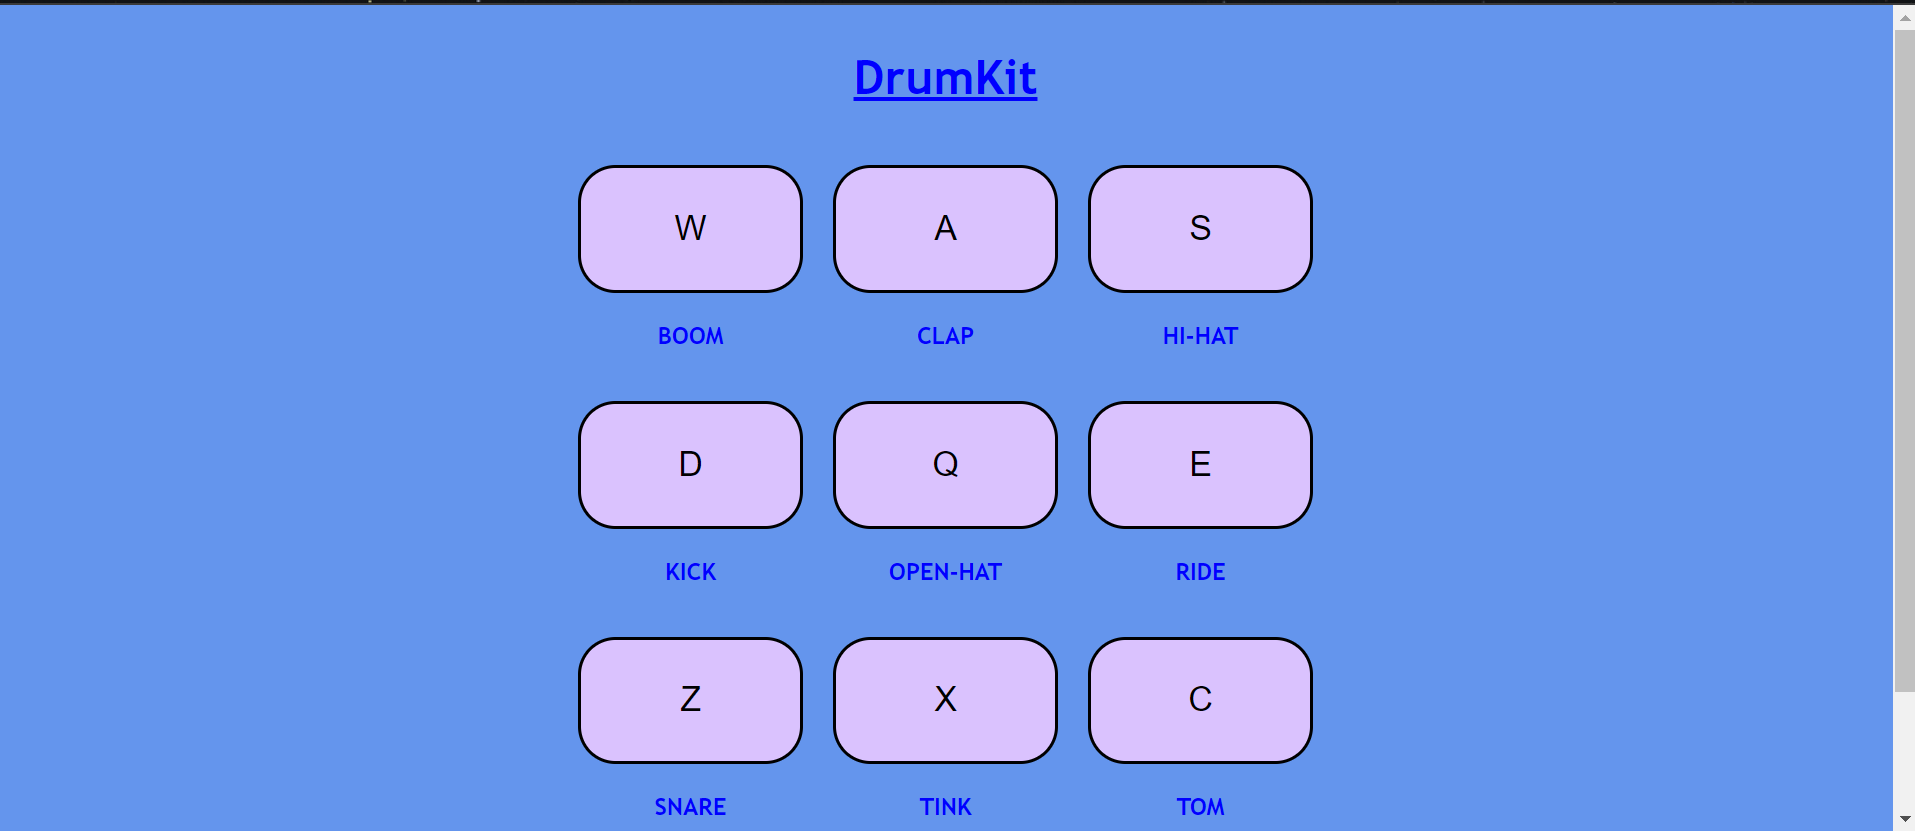 DrumKit
W A S
BOOM CLAP HI-HAT
D Q E
KICK OPEN-HAT RIDE
Z X C
SNARE TINK TOM